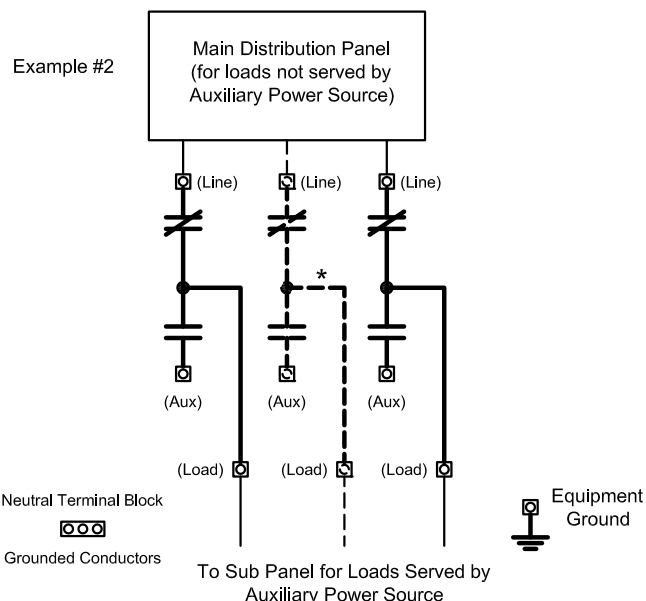 Example #2
Main Distribution Panel
(for loads not served by
Auxiliary Power Source)
(Line)
(Line)
(Line)
*
(Aux)
(Aux)
(Aux)
(Load)
(Load)
(Load)
Neutral Terminal Block
Grounded Conductors
Equipment
Ground
To Sub Panel for Loads Served by
Auxiliary Power Source